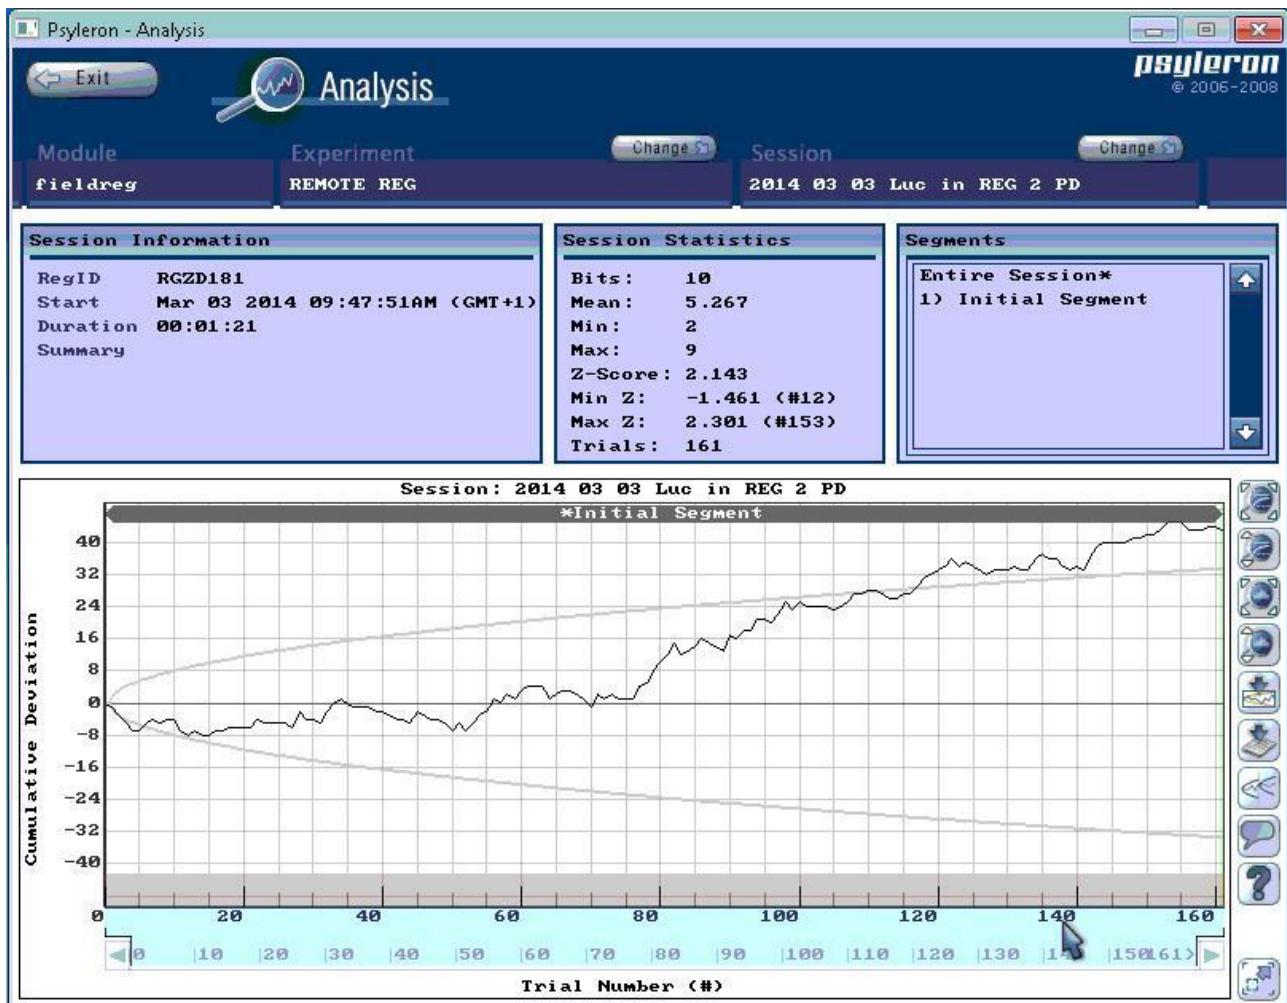 Psyleron - Analysis
Exit
Analysis
psyleron
© 2006-2008
Module
Experiment
Change
Session
Change
fieldreg
REMOTE REG
2014 03 03 Luc in REG 2 PD
Session Information
RegID RGZD181
Start Mar 03 2014 09:47:51AM (GMT+1)
Duration 00:01:21
Summary
Session Statistics
Bits: 10
Mean: 5.267
Min: 2
Max: 9
Z-Score: 2.143
Min Z: -1.461 (#12)
Max Z: 2.301 (#153)
Trials: 161
Segments
Entire Session*
1) Initial Segment
Session: 2014 03 03 Luc in REG 2 PD
*Initial Segment
Cumulative Deviation
40
32
24
16
8
0
-8
-16
-24
-32
-40
0 20 40 60 80 100 120 140 160
0 |10 |20 |30 |40 |50 |60 |70 |80 |90 |100 |110 |120 |130 |150 161>
Trial Number (#)